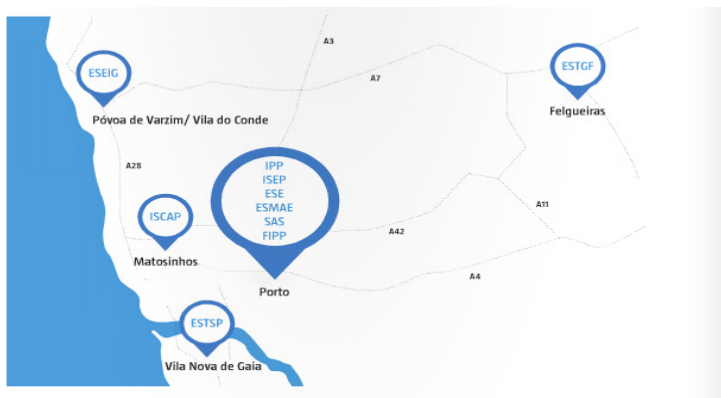 A3
ESEIG
A7
ESTGF
Póvoa de Varzim/ Vila do Conde
Felgueiras
A28
IPP
ISEP
ESE
ESMAE
SAS
FIPP
ISCAP
A11
A42
Matosinhos
A4
Porto
ESTSP
Vila Nova de Gaia